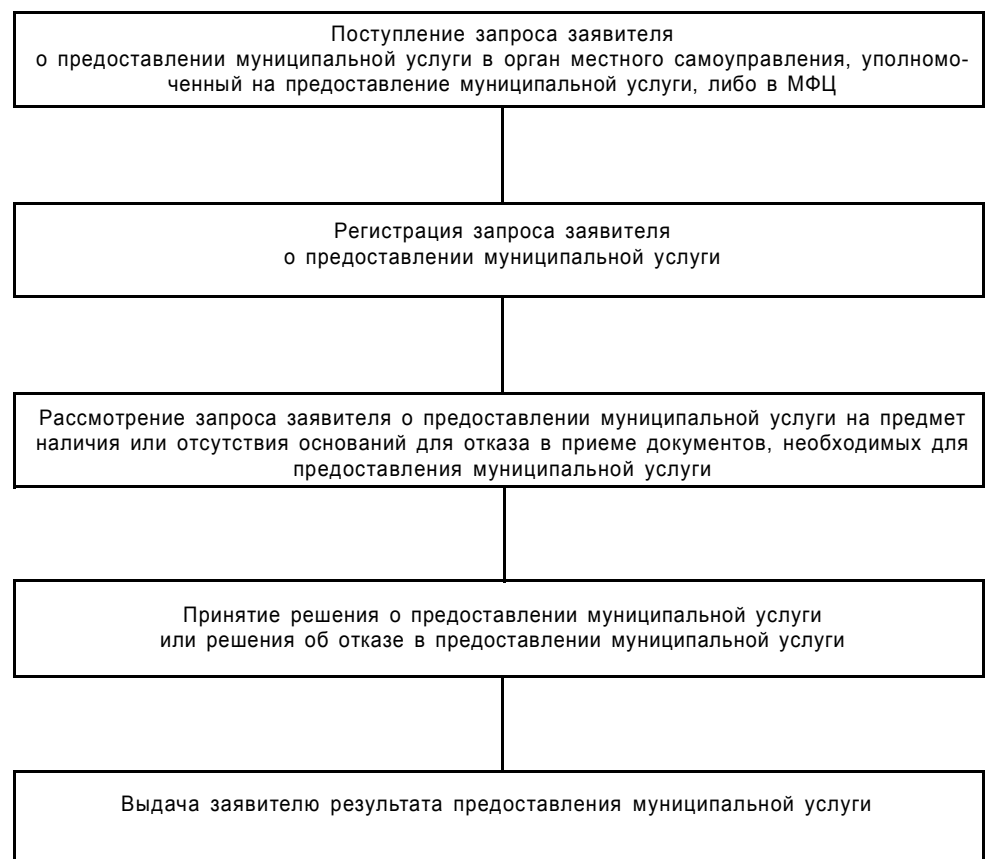 Поступление запроса заявителя
о предоставлении муниципальной услуги в орган местного самоуправления, уполномо-
ченный на предоставление муниципальной услуги, либо в МФЦ
Регистрация запроса заявителя
о предоставлении муниципальной услуги
Рассмотрение запроса заявителя о предоставлении муниципальной услуги на предмет
наличия или отсутствия оснований для отказа в приеме документов, необходимых для
предоставления муниципальной услуги
Принятие решения о предоставлении муниципальной услуги
или решения об отказе в предоставлении муниципальной услуги
Выдача заявителю результата предоставления муниципальной услуги